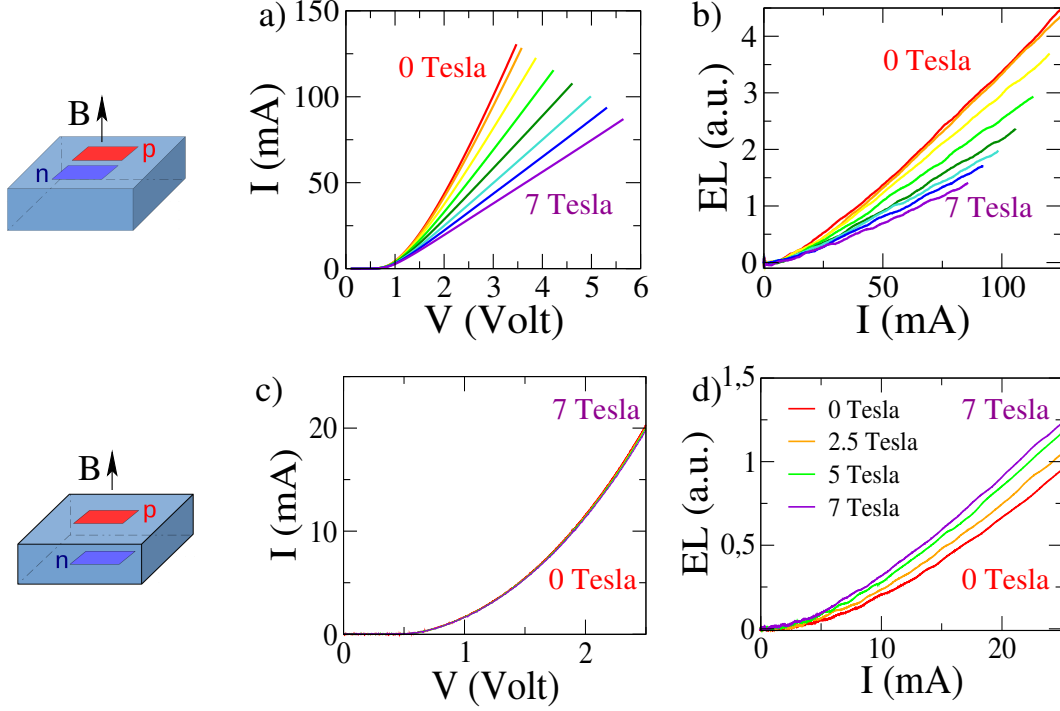 a)
150
100
50
0
I (mA)
0 Tesla
7 Tesla
0 1 2 3 4 5 6
V (Volt)
b)
4
3
2
1
0
EL (a.u.)
0 Tesla
7 Tesla
0 50 100
I (mA)
B
p
n
c)
20
10
0
I (mA)
7 Tesla
0 Tesla
0 1 2
V (Volt)
d)
1,5
1
0,5
0
EL (a.u.)
0 Tesla
2.5 Tesla
5 Tesla
7 Tesla
7 Tesla
0 Tesla
0 10 20
I (mA)
B
p
n